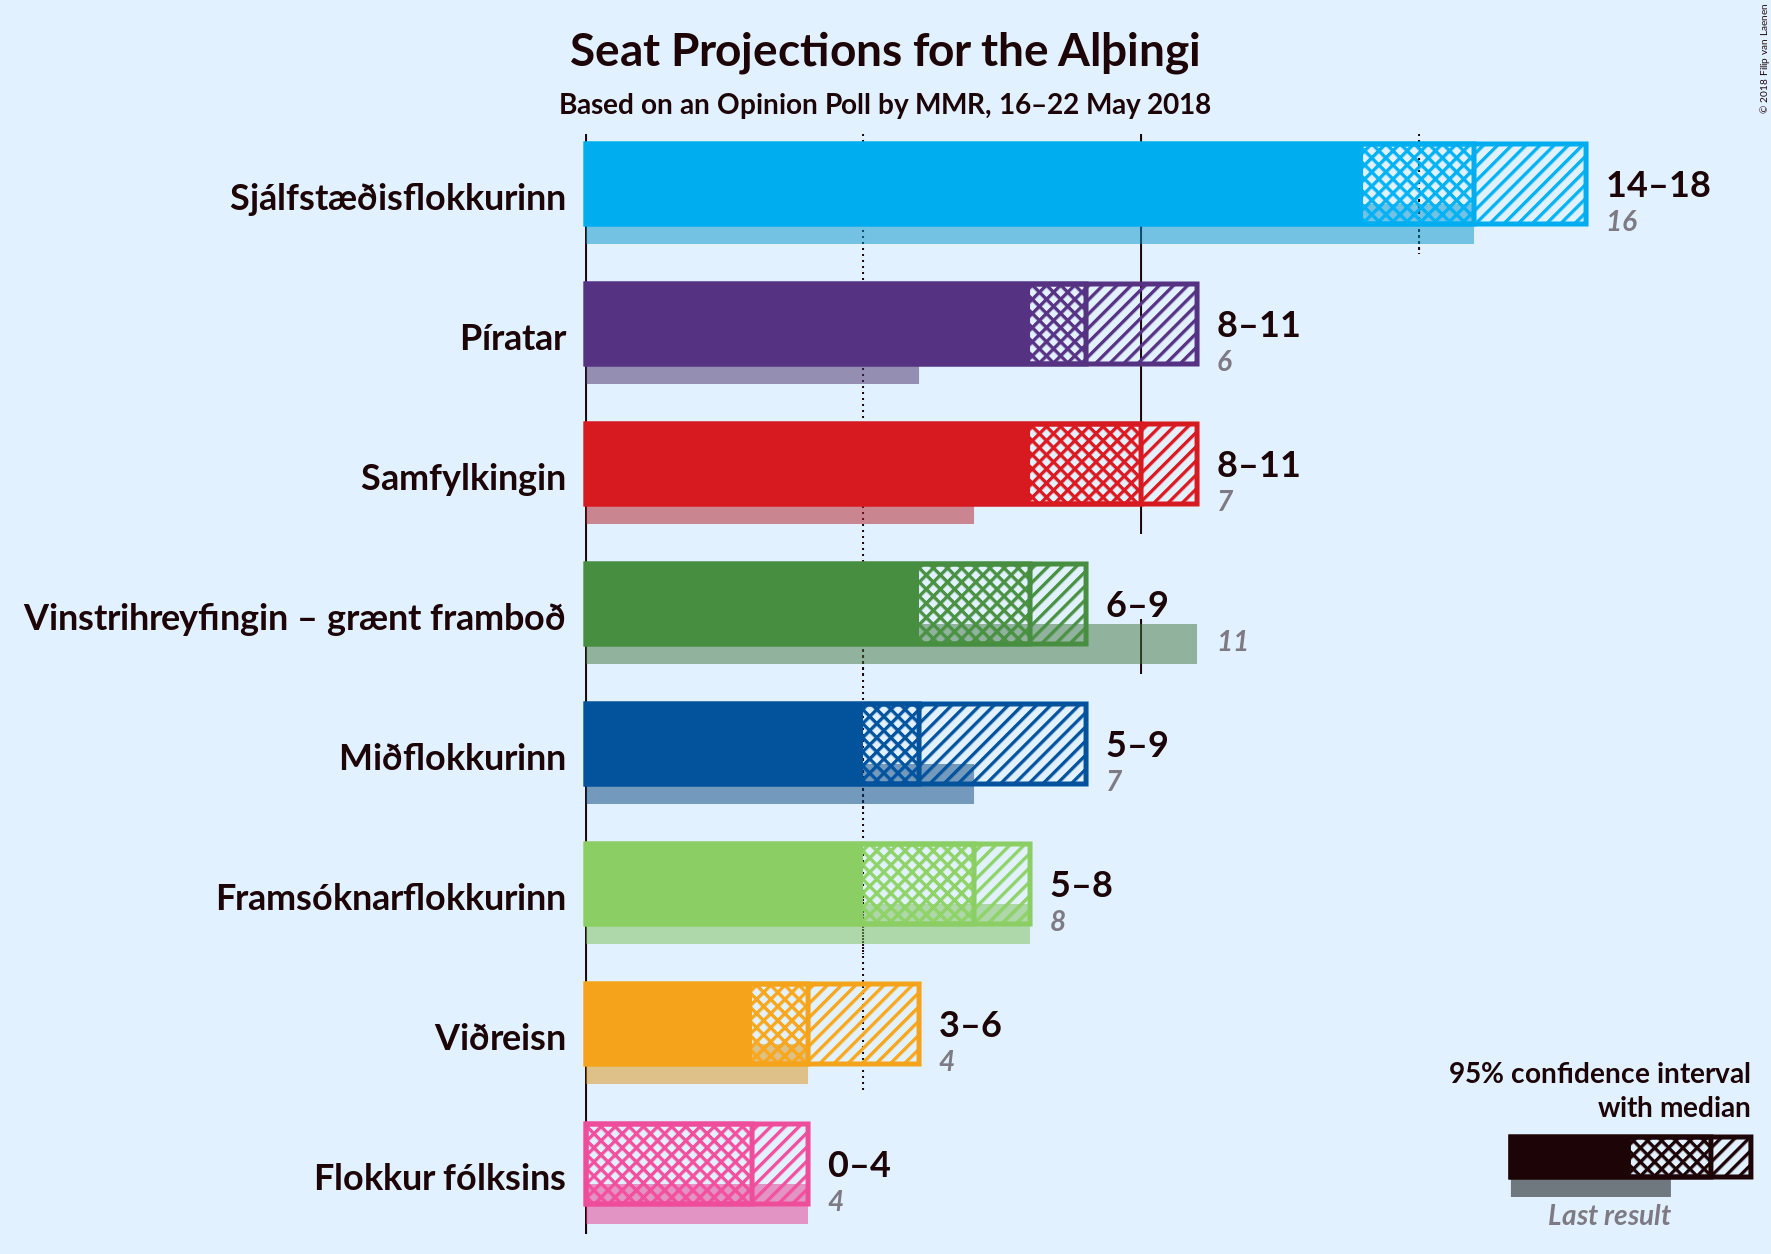 Seat Projections for the Alþingi
Based on an Opinion Poll by MMR, 16–22 May 2018
© 2018 Filip van Laenen
Sjálfstæðisflokkurinn
14–18
16
Píratar
8–11
6
Samfylkingin
8–11
7
Vinstrihreyfingin – grænt framboð
6–9
11
Miðflokkurinn
5–9
7
Framsóknarflokkurinn
5–8
8
Viðreisn
3–6
4
Flokkur fólksins
0–4
4
95% confidence interval
with median
Last result